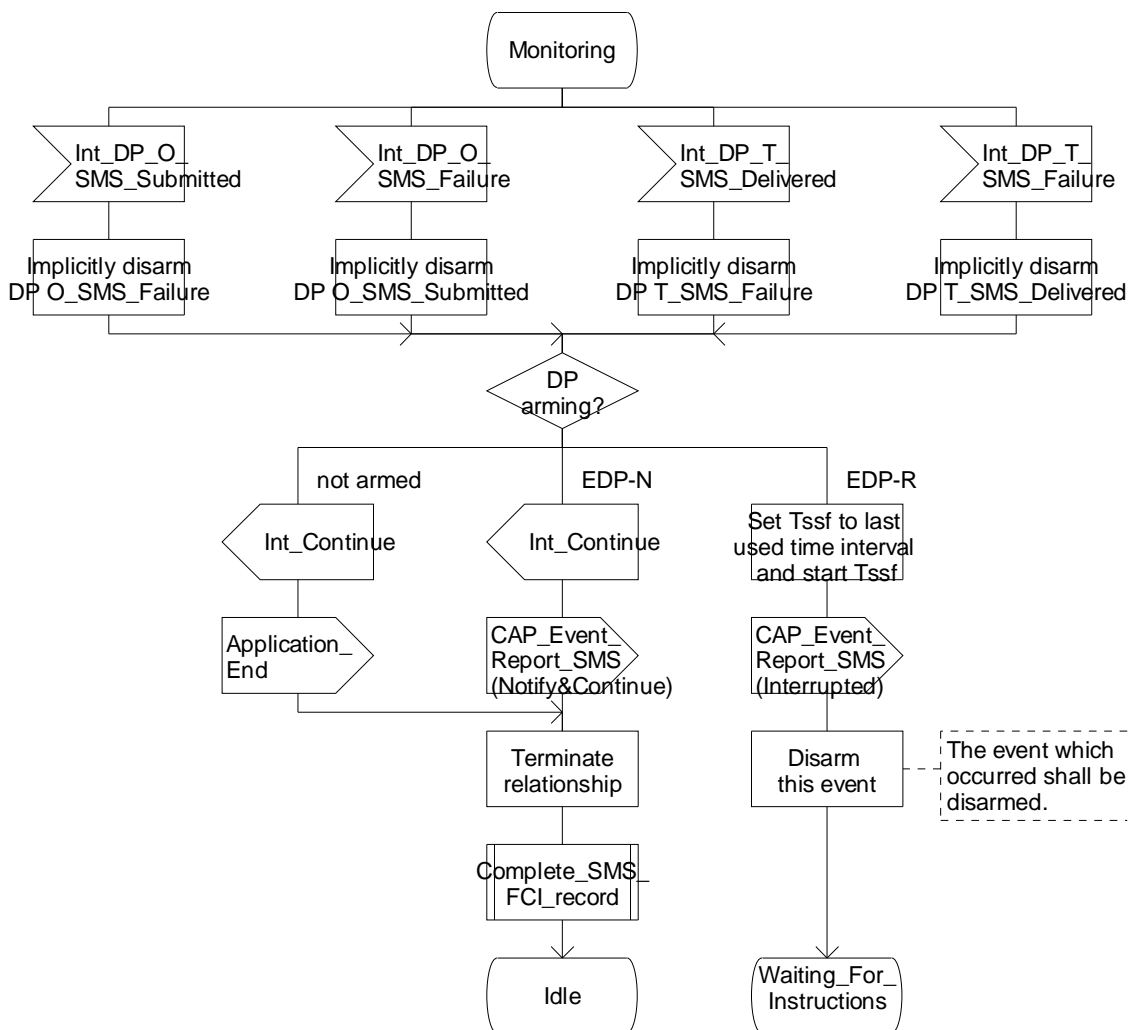 Monitoring
Int_DP_O_
SMS_Submitted
Int_DP_O_
SMS_Failure
Int_DP_T_
SMS_Delivered
Int_DP_T_
SMS_Failure
Implicitly disarm
DP O_SMS_Failure
Implicitly disarm
DP O_SMS_Submitted
Implicitly disarm
DP T_SMS_Failure
Implicitly disarm
DP T_SMS_Delivered
DP
arming?
not armed
EDP-N
EDP-R
Int_Continue
Int_Continue
Set Tssf to last
used time interval
and start Tssf
Application_
End
CAP_Event_
Report_SMS
(Notify&Continue)
CAP_Event_
Report_SMS
(Interrupted)
Terminate
relationship
Disarm
this event
The event which
occurred shall be
disarmed.
Complete_SMS_
FCI_record
Idle
Waiting_For_
Instructions